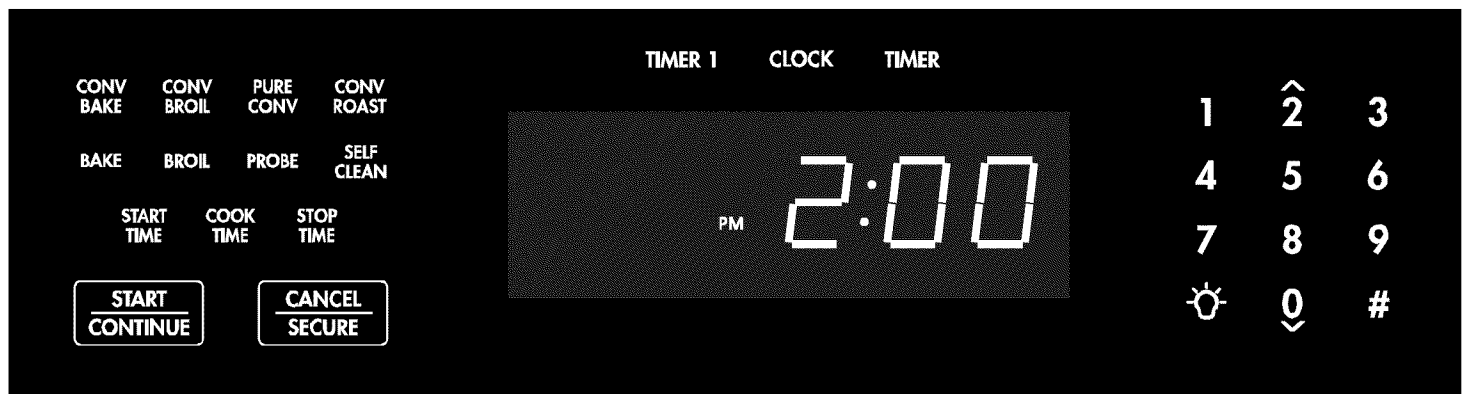 TIMER 1 CLOCK TIMER
CONV BAKE
CONV BROIL
PURE CONV
CONV ROAST
BAKE BROIL PROBE SELF CLEAN
START TIME
COOK TIME
STOP TIME
START
CONTINUE
CANCEL
SECURE
PM 2:00
1 2 3
4 5 6
7 8 9
0 #